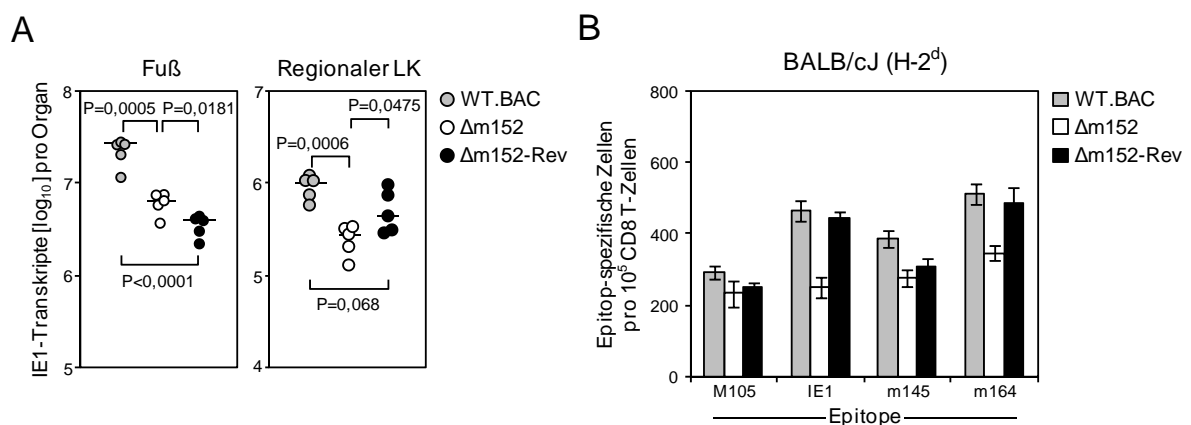 A
Fuß
Regionaler LK
IE1-Transkripte [log10] pro Organ
8
7
6
5
P=0,0005
P=0,0181
P<0,0001
7
6
5
4
P=0,0006
P=0,0475
P=0,068
WT.BAC
Δm152
Δm152-Rev
B
BALB/cJ (H-2d)
Epitop-spezifische Zellen
pro 10⁵ CD8 T-Zellen
800
600
400
200
0
M105
IE1
m145
m164
Epitope
WT.BAC
Δm152
Δm152-Rev